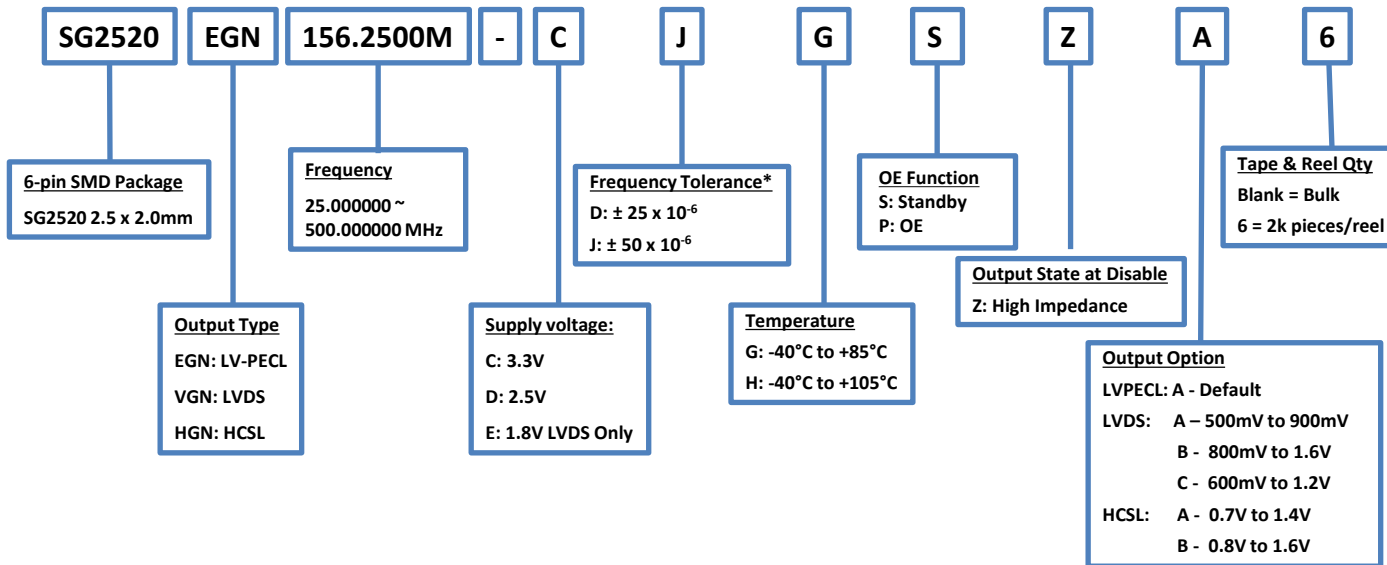 SG2520 EGN 156.2500M - C J G S Z A 6
6-pin SMD Package
SG2520 2.5 x 2.0mm
Output Type
EGN: LV-PECL
VGN: LVDS
HGN: HCSL
Frequency
25.000000 ~
500.000000 MHz
Supply voltage:
C: 3.3V
D: 2.5V
E: 1.8V LVDS Only
Frequency Tolerance*
D: ± 25 x 10⁻⁶
J: ± 50 x 10⁻⁶
Temperature
G: -40°C to +85°C
H: -40°C to +105°C
OE Function
S: Standby
P: OE
Output State at Disable
Z: High Impedance
Output Option
LVPECL: A - Default
LVDS: A – 500mV to 900mV
B - 800mV to 1.6V
C - 600mV to 1.2V
HCSL: A - 0.7V to 1.4V
B - 0.8V to 1.6V
Tape & Reel Qty
Blank = Bulk
6 = 2k pieces/reel